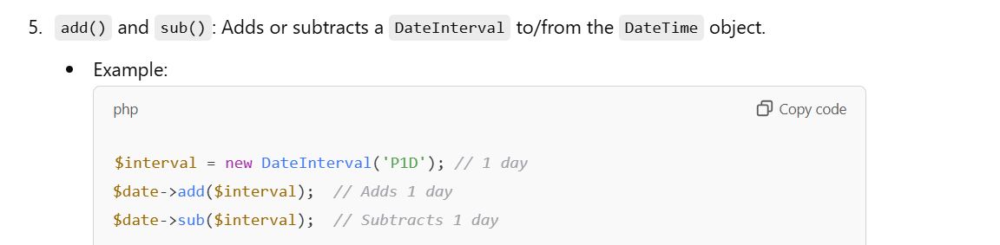 5. add() and sub(): Adds or subtracts a DateInterval to/from the DateTime object.
• Example:
php Copy code
$interval = new DateInterval('P1D'); // 1 day
$date->add($interval);  // Adds 1 day
$date->sub($interval);  // Subtracts 1 day